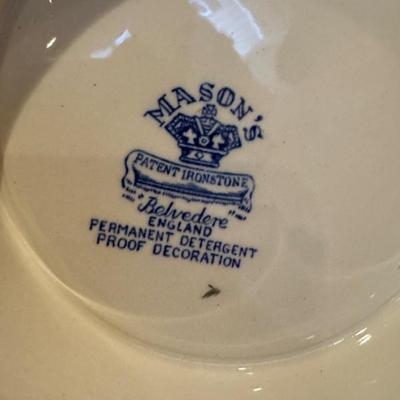 MASON'S
PATENT IRONSTONE
"Belvedere"
ENGLAND
PERMANENT DETERGENT
PROOF DECORATION